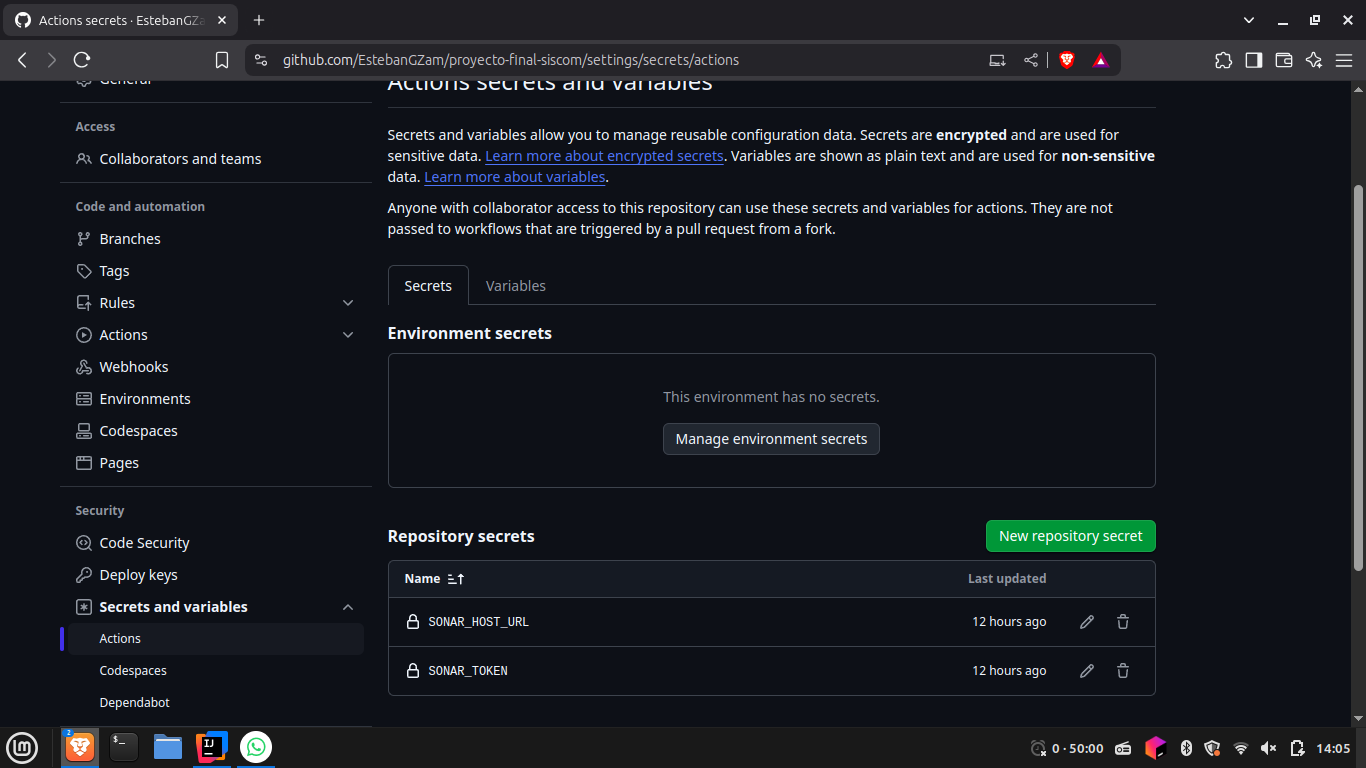 Actions secrets · EstebanGZa
github.com/EstebanGZam/proyecto-final-siscom/settings/secrets/actions
General
Access
Collaborators and teams
Code and automation
Branches
Tags
Rules
Actions
Webhooks
Environments
Codespaces
Pages
Security
Code Security
Deploy keys
Secrets and variables
Actions
Codespaces
Dependabot
Actions secrets and variables
Secrets and variables allow you to manage reusable configuration data. Secrets are encrypted and are used for
sensitive data. Learn more about encrypted secrets. Variables are shown as plain text and are used for non-sensitive
data. Learn more about variables.
Anyone with collaborator access to this repository can use these secrets and variables for actions. They are not
passed to workflows that are triggered by a pull request from a fork.
Secrets
Variables
Environment secrets
This environment has no secrets.
Manage environment secrets
Repository secrets
New repository secret
Name
Last updated
SONAR_HOST_URL
12 hours ago
SONAR_TOKEN
12 hours ago
2
$_
IJ
0 · 50:00
14:05